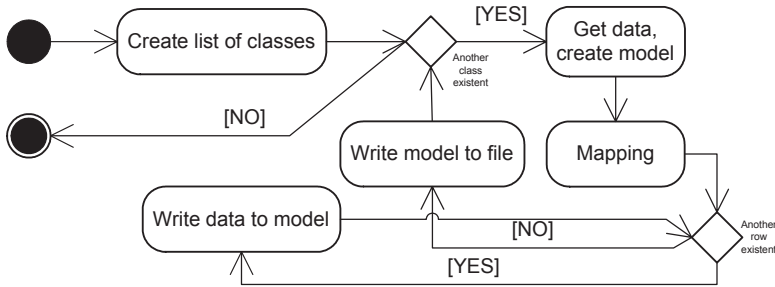 [YES]
Create list of classes
Another
class
existent
Get data,
create model
[NO]
Write model to file
Mapping
Write data to model
[NO]
Another
row
existent
[YES]